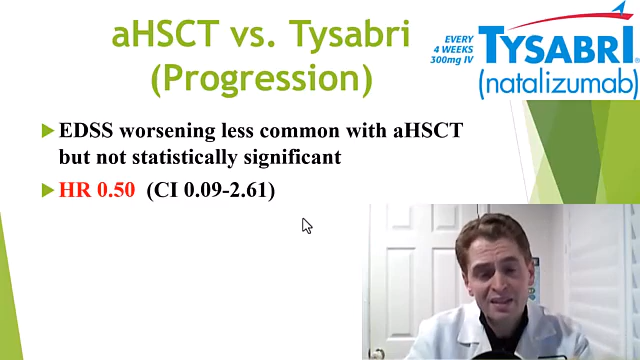 aHSCT vs. Tysabri
(Progression)
EVERY
4 WEEKS
300mg IV
TYSABRI
(natalizumab)
EDSS worsening less common with aHSCT
but not statistically significant
HR 0.50 (CI 0.09-2.61)